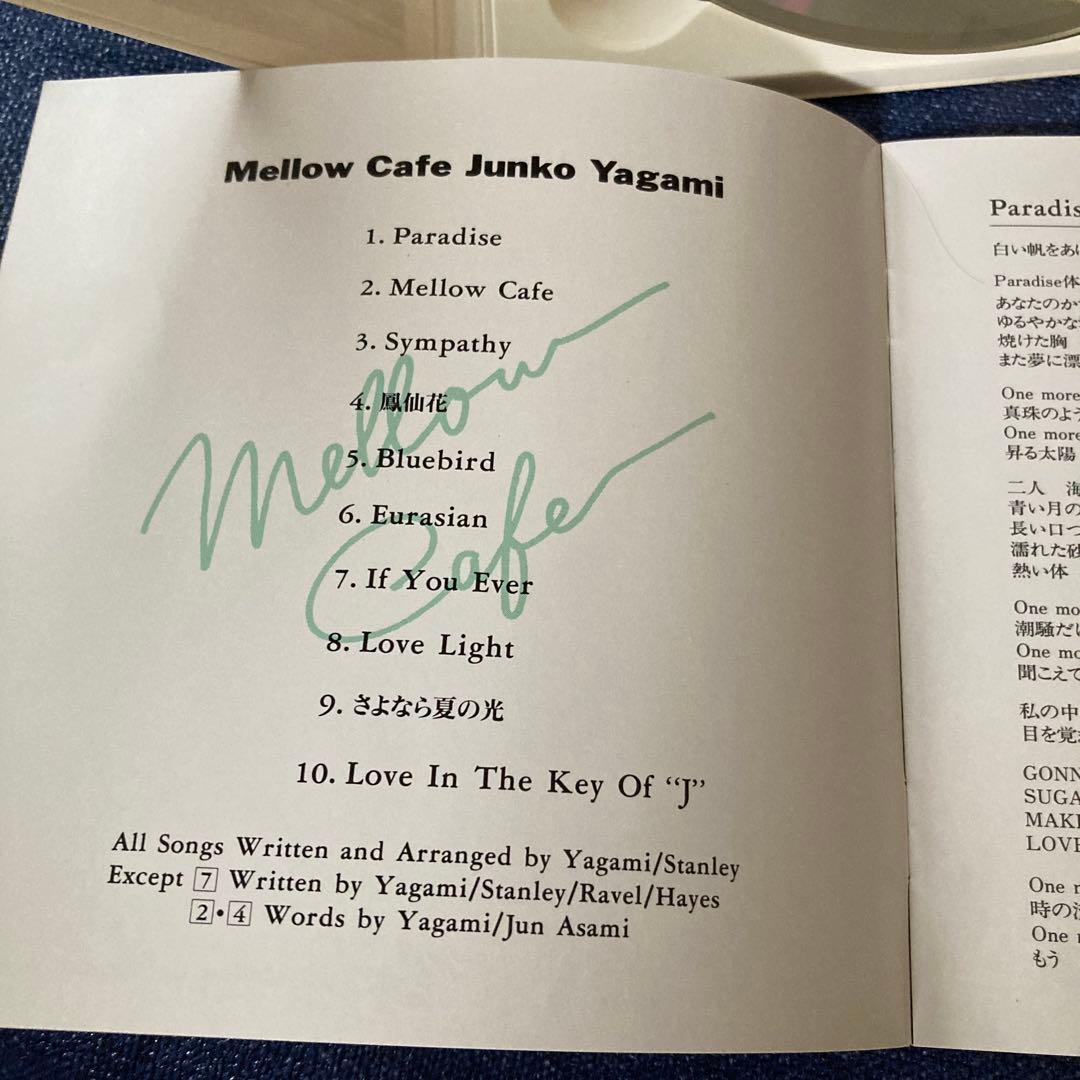 Mellow Cafe Junko Yagami
1. Paradise
2. Mellow Cafe
3. Sympathy
4. 鳳仙花
5. Bluebird
6. Eurasian
7. If You Ever
8. Love Light
9. さよなら夏の光
10. Love In The Key Of “J”
Mellow
Cafe
All Songs Written and Arranged by Yagami/Stanley
Except 7 Written by Yagami/Stanley/Ravel/Hayes
2・4 Words by Yagami/Jun Asami
白い帆をあ
Paradise体
あなたのか
ゆるやかな
焼けた胸
また夢に漂
One more
真珠のよう
One more
昇る太陽
二人 海
青い月の
長い口づ
濡れた砂
熱い体
One mo
潮騒だけ
One mo
聞こえて
私の中
目を覚
GONN
SUGA
MAKE
LOVE
One
時の
One
もう